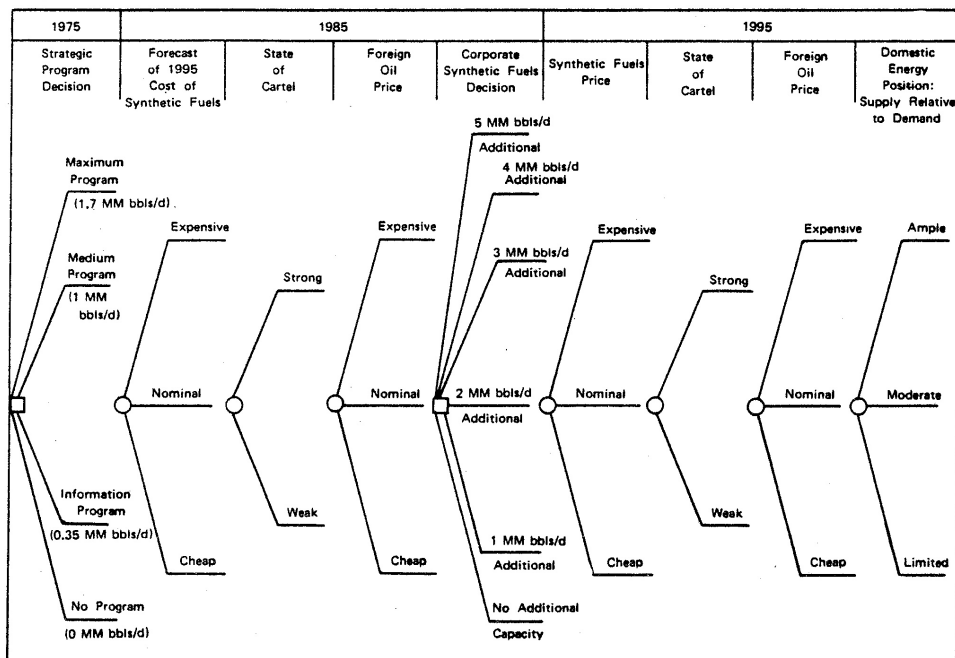 1975
1985
1995
Strategic
Program
Decision
Forecast
of 1995
Cost of
Synthetic Fuels
State
of
Cartel
Foreign
Oil
Price
Corporate
Synthetic Fuels
Decision
Synthetic Fuels
Price
State
of
Cartel
Foreign
Oil
Price
Domestic
Energy
Position:
Supply Relative
to Demand
Maximum
Program
(1.7 MM bbls/d)
Medium
Program
(1 MM
bbls/d)
Information
Program
(0.35 MM bbls/d)
No Program
(0 MM bbls/d)
Expensive
Nominal
Cheap
Strong
Weak
Expensive
Nominal
Cheap
5 MM bbls/d
Additional
4 MM bbls/d
Additional
3 MM bbls/d
Additional
2 MM bbls/d
Additional
1 MM bbls/d
Additional
No Additional
Capacity
Expensive
Nominal
Cheap
Strong
Weak
Expensive
Nominal
Cheap
Ample
Moderate
Limited